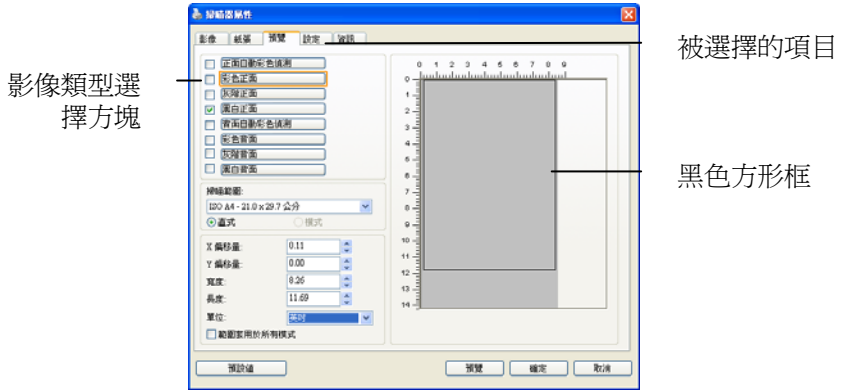 掃瞄器屬性
影像 紙張 預覽 設定 資訊
被選擇的項目
影像類型選
擇方塊
正面自動彩色偵測
彩色正面
灰階正面
黑白正面
背面自動彩色偵測
彩色背面
灰階背面
黑白背面
掃瞄範圍:
ISO A4 - 21.0 x 29.7 公分
直式 橫式
X 偏移量: 0.11
Y 偏移量: 0.00
寬度: 8.26
長度: 11.69
單位: 英吋
範圍套用於所有模式
0 1 2 3 4 5 6 7 8 9
0
1
2
3
4
5
6
7
8
9
10
11
12
13
14
黑色方形框
預設值 預覽 確定 取消